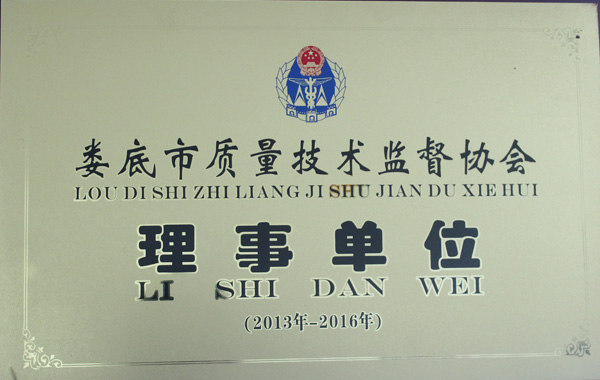 娄底市质量技术监督协会
LOU DI SHI ZHI LIANG JI SHU JIAN DU XIE HUI
理事单位
LI SHI DAN WEI
(2013年-2016年)